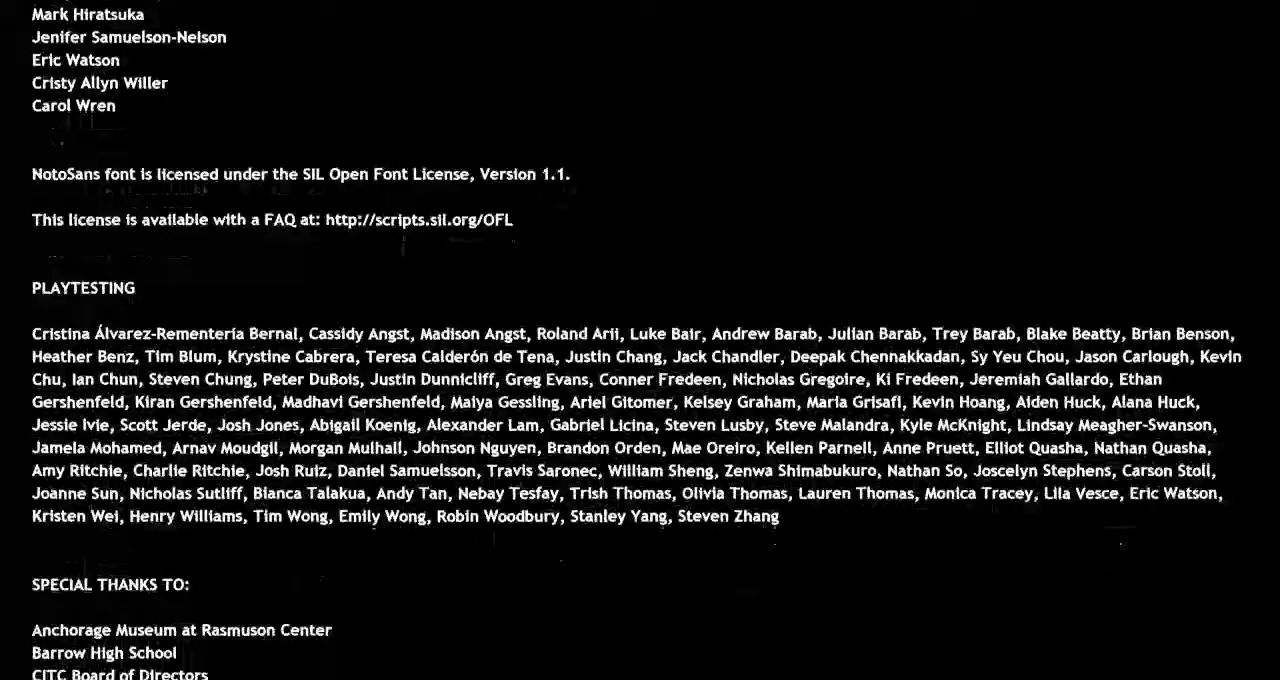 Mark Hiratsuka
Jenifer Samuelson-Nelson
Eric Watson
Cristy Allyn Willer
Carol Wren
NotoSans font is licensed under the SIL Open Font License, Version 1.1.
This license is available with a FAQ at: http://scripts.sil.org/OFL
PLAYTESTING
Cristina Álvarez-Rementería Bernal, Cassidy Angst, Madison Angst, Roland Arii, Luke Bair, Andrew Barab, Julian Barab, Trey Barab, Blake Beatty, Brian Benson,
Heather Benz, Tim Blum, Krystine Cabrera, Teresa Calderón de Tena, Justin Chang, Jack Chandler, Deepak Chennakkadan, Sy Yeu Chou, Jason Carlough, Kevin
Chu, Ian Chun, Steven Chung, Peter DuBois, Justin Dunnicliff, Greg Evans, Conner Fredeen, Nicholas Gregoire, Ki Fredeen, Jeremiah Gallardo, Ethan
Gershenfeld, Kiran Gershenfeld, Madhavi Gershenfeld, Maiya Gessling, Ariel Gitomer, Kelsey Graham, Maria Grisafi, Kevin Hoang, Aiden Huck, Alana Huck,
Jessie Ivie, Scott Jerde, Josh Jones, Abigail Koenig, Alexander Lam, Gabriel Licina, Steven Lusby, Steve Malandra, Kyle McKnight, Lindsay Meagher-Swanson,
Jamela Mohamed, Arnav Moudgil, Morgan Mulhall, Johnson Nguyen, Brandon Orden, Mae Oreiro, Kellen Parnell, Anne Pruett, Elliot Quasha, Nathan Quasha,
Amy Ritchie, Charlie Ritchie, Josh Ruiz, Daniel Samuelsson, Travis Saronec, William Sheng, Zenwa Shimabukuro, Nathan So, Joscelyn Stephens, Carson Stoll,
Joanne Sun, Nicholas Sutliff, Bianca Talakua, Andy Tan, Nebay Tesfay, Trish Thomas, Olivia Thomas, Lauren Thomas, Monica Tracey, Lila Vesce, Eric Watson,
Kristen Wei, Henry Williams, Tim Wong, Emily Wong, Robin Woodbury, Stanley Yang, Steven Zhang
SPECIAL THANKS TO:
Anchorage Museum at Rasmuson Center
Barrow High School
CITC Board of Directors